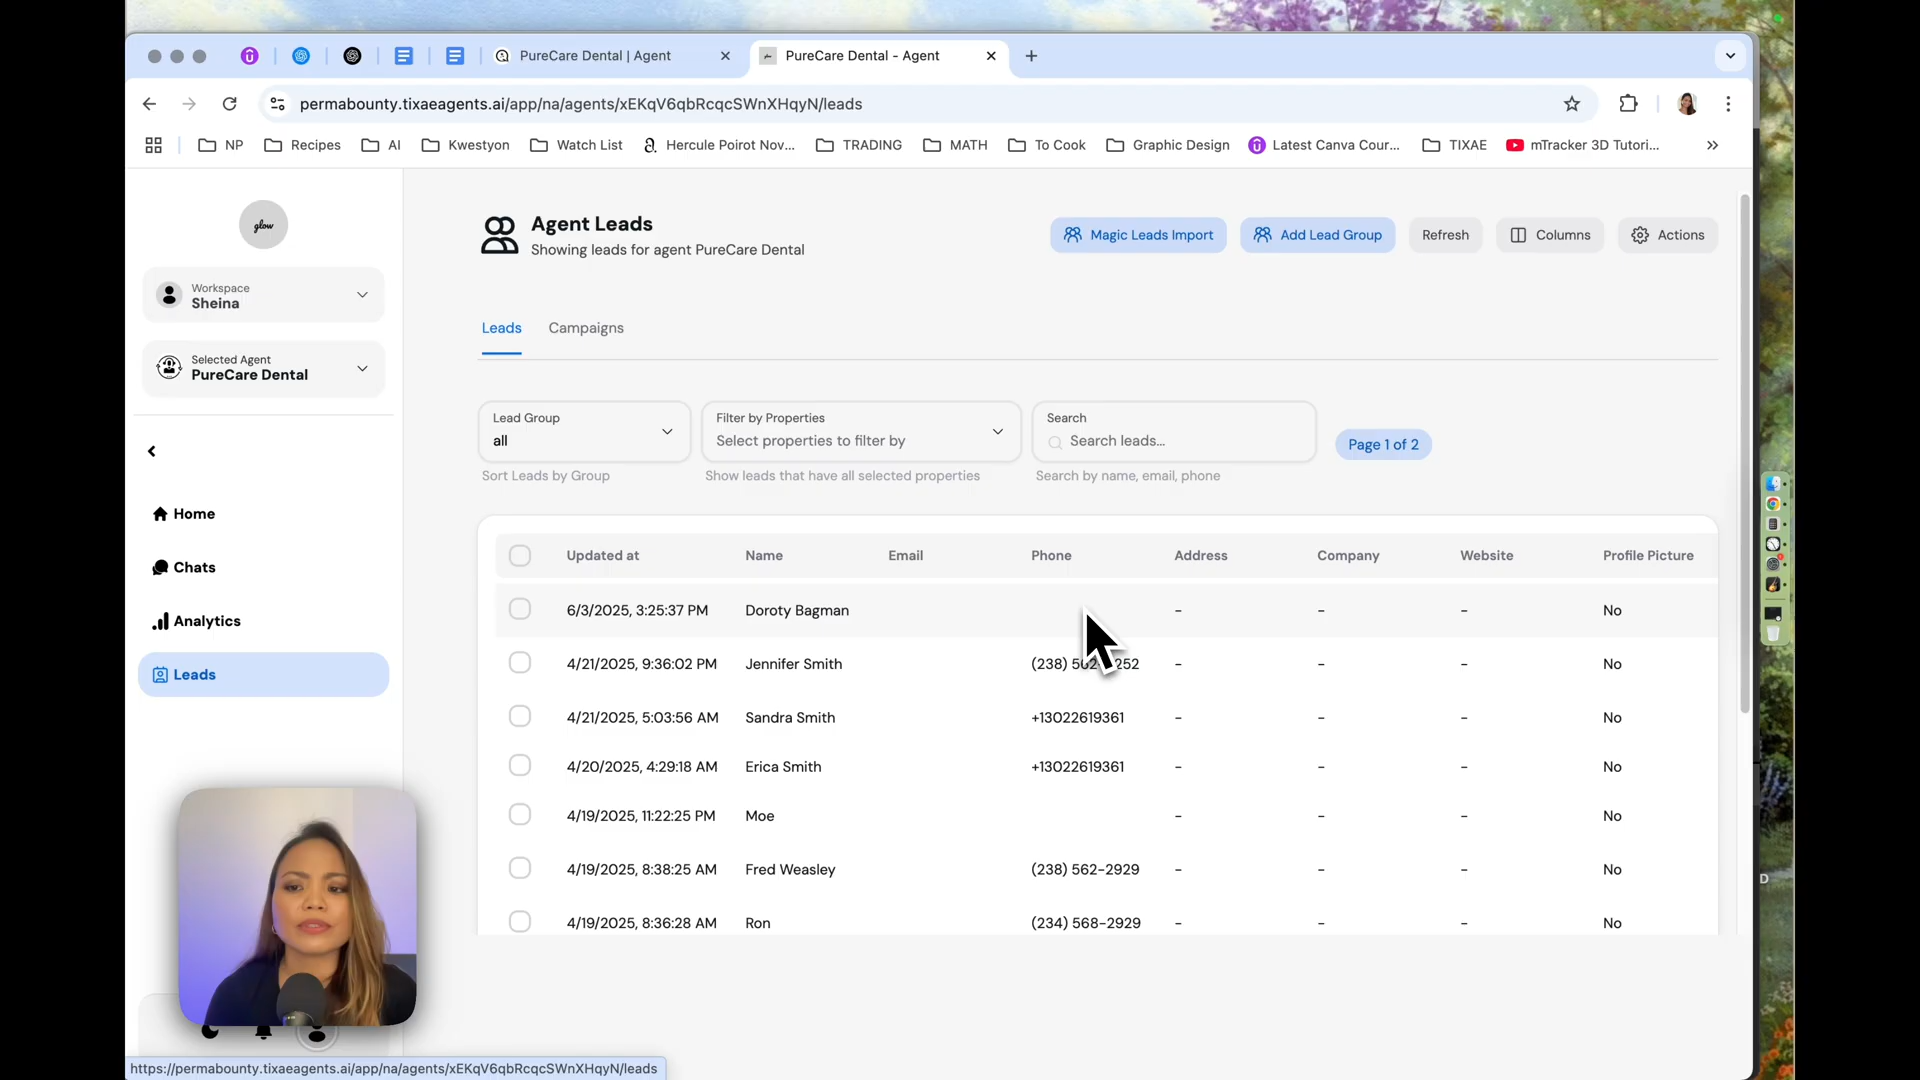 PureCare Dental | Agent
PureCare Dental - Agent
permabounty.tixaeagents.ai/app/na/agents/xEKqV6qbRcqcSWnXHqyN/leads
NP
Recipes
AI
Kwestyon
Watch List
Hercule Poirot Nov...
TRADING
MATH
To Cook
Graphic Design
Latest Canva Cour...
TIXAE
mTracker 3D Tutori...
glow
Workspace
Sheina
Selected Agent
PureCare Dental
Home
Chats
Analytics
Leads
Agent Leads
Showing leads for agent PureCare Dental
Magic Leads Import
Add Lead Group
Refresh
Columns
Actions
Leads
Campaigns
Lead Group
all
Sort Leads by Group
Filter by Properties
Select properties to filter by
Show leads that have all selected properties
Search
Search leads...
Search by name, email, phone
Page 1 of 2
Updated at Name Email Phone Address Company Website Profile Picture
6/3/2025, 3:25:37 PM Doroty Bagman - - - No
4/21/2025, 9:36:02 PM Jennifer Smith (238) - - - No
4/21/2025, 5:03:56 AM Sandra Smith +13022619361 - - - No
4/20/2025, 4:29:18 AM Erica Smith +13022619361 - - - No
4/19/2025, 11:22:25 PM Moe - - - No
4/19/2025, 8:38:25 AM Fred Weasley (238) 562-2929 - - - No
4/19/2025, 8:36:28 AM Ron (234) 568-2929 - - - No
D
https://permabounty.tixaeagents.ai/app/na/agents/xEKqV6qbRcqcSWnXHqyN/leads